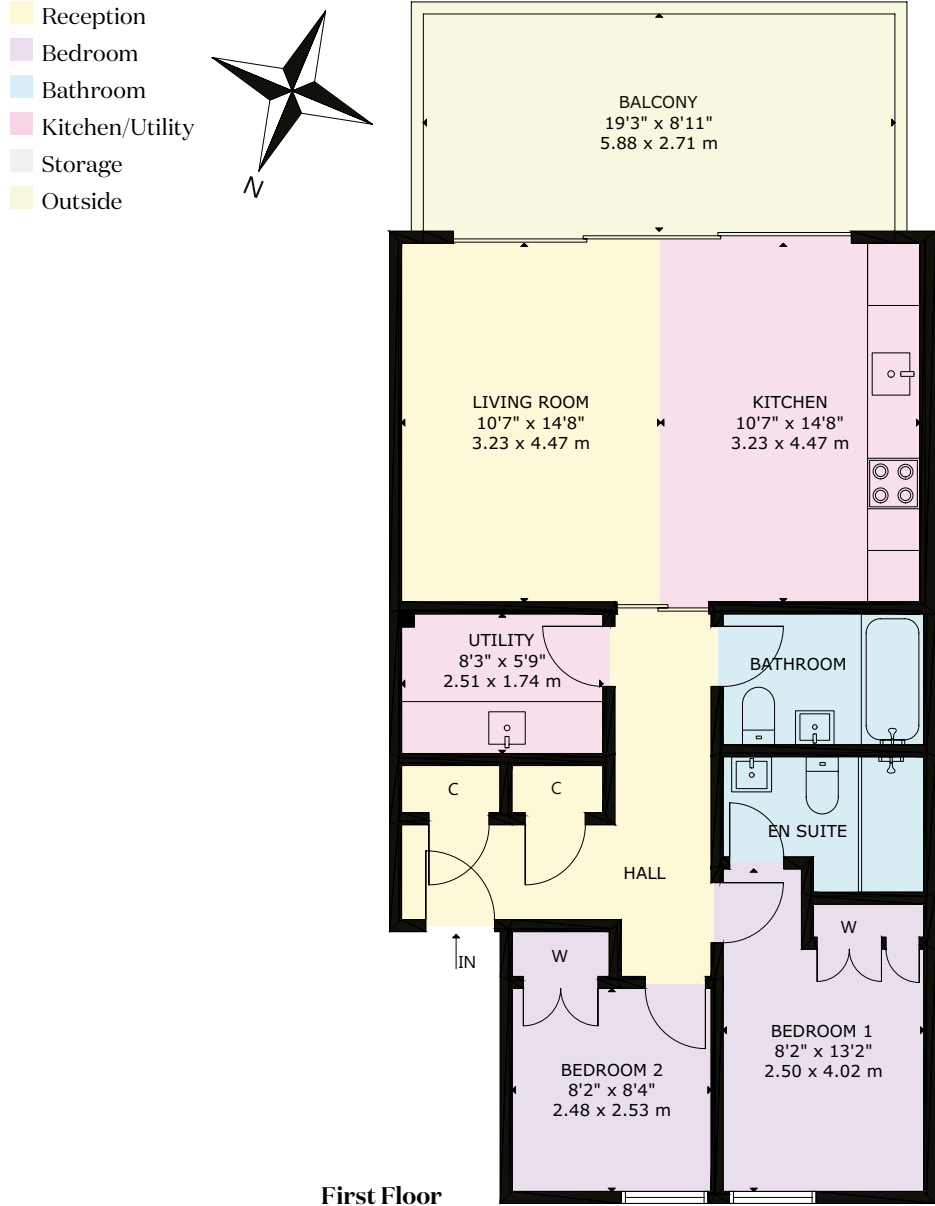 Reception
Bedroom
Bathroom
Kitchen/Utility
Storage
Outside
N
BALCONY
19'3" x 8'11"
5.88 x 2.71 m
LIVING ROOM
10'7" x 14'8"
3.23 x 4.47 m
KITCHEN
10'7" x 14'8"
3.23 x 4.47 m
UTILITY
8'3" x 5'9"
2.51 x 1.74 m
BATHROOM
C
C
EN SUITE
HALL
W
IN
W
BEDROOM 1
8'2" x 13'2"
2.50 x 4.02 m
BEDROOM 2
8'2" x 8'4"
2.48 x 2.53 m
First Floor